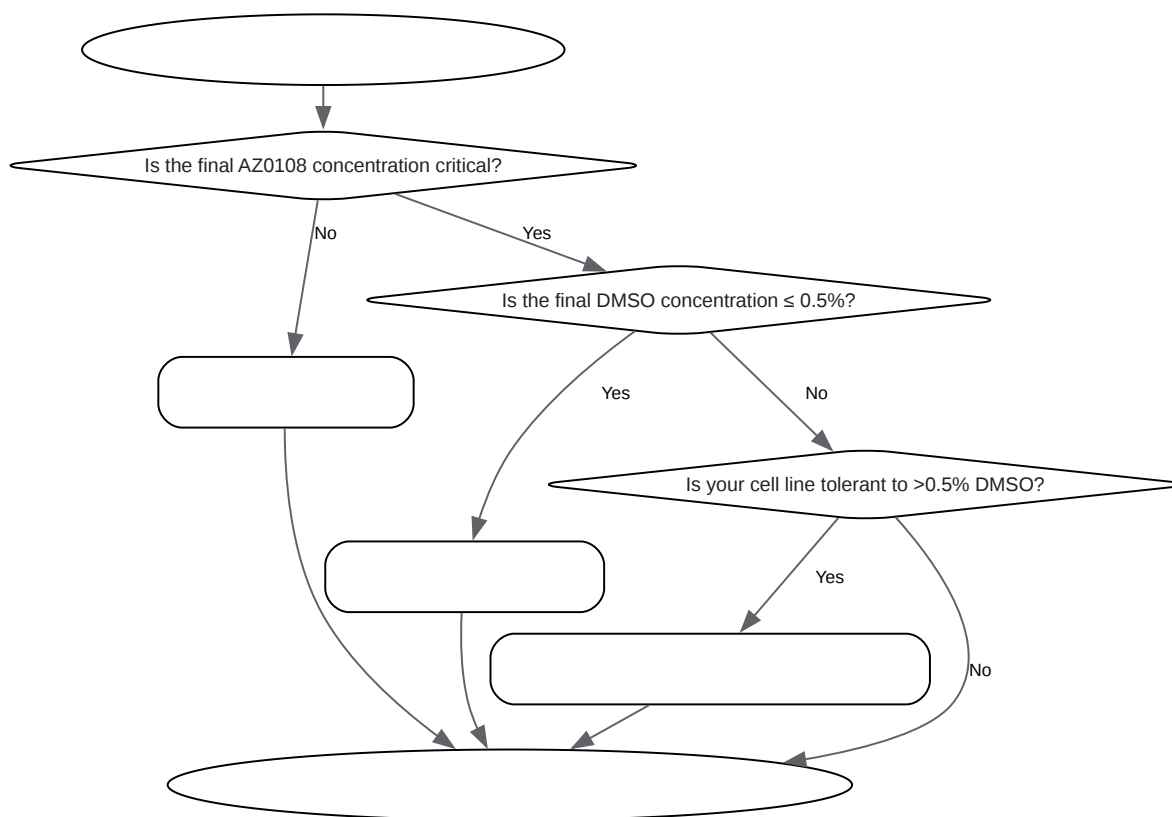 Is the final AZ0108 concentration critical?
No
Yes
Is the final DMSO concentration ≤ 0.5%?
Yes
No
Is your cell line tolerant to >0.5% DMSO?
Yes
No